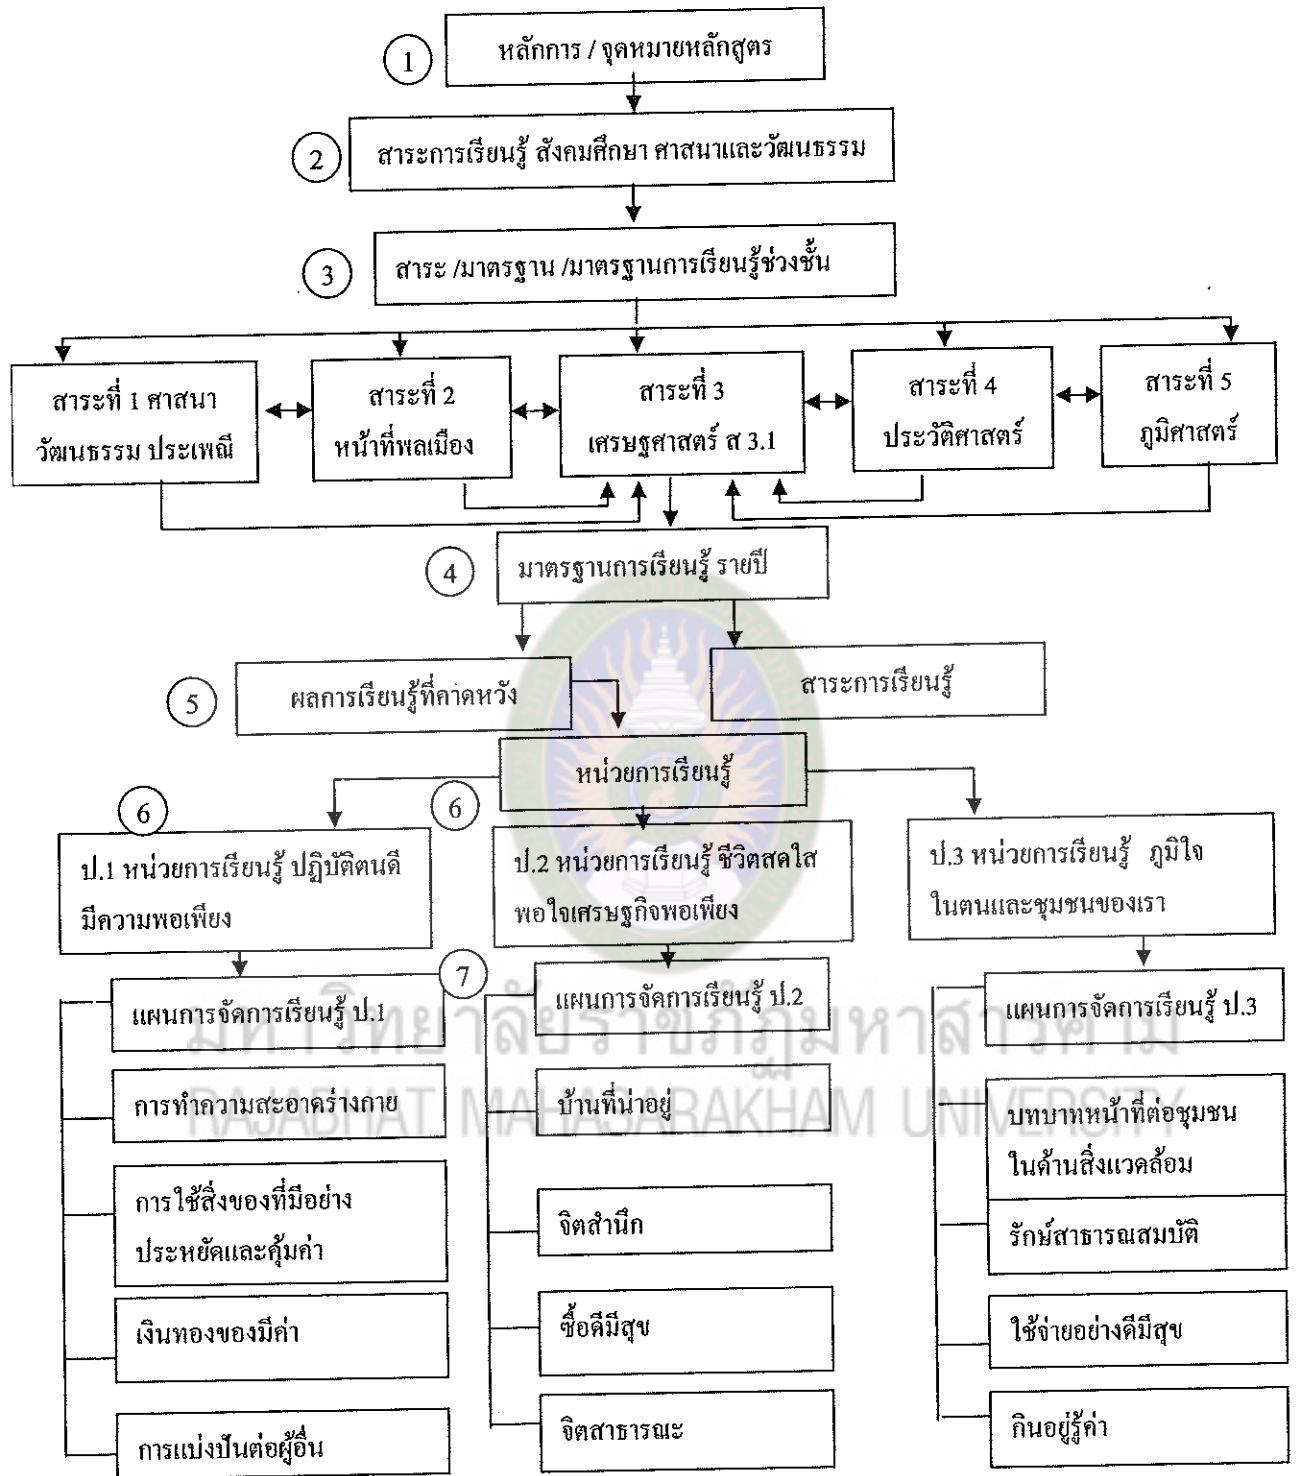 1
หลักการ / จุดหมายหลักสูตร
2
สาระการเรียนรู้ สังคมศึกษา ศาสนาและวัฒนธรรม
3
สาระ /มาตรฐาน /มาตรฐานการเรียนรู้ช่วงชั้น
สาระที่ 1 ศาสนา
วัฒนธรรม ประเพณี
สาระที่ 2
หน้าที่พลเมือง
สาระที่ 3
เศรษฐศาสตร์ ส 3.1
สาระที่ 4
ประวัติศาสตร์
สาระที่ 5
ภูมิศาสตร์
4
มาตรฐานการเรียนรู้ รายปี
5
ผลการเรียนรู้ที่คาดหวัง
สาระการเรียนรู้
หน่วยการเรียนรู้
6
6
ป.1 หน่วยการเรียนรู้ ปฏิบัติตนดี
มีความพอเพียง
ป.2 หน่วยการเรียนรู้ ชีวิตสดใส
พอใจเศรษฐกิจพอเพียง
ป.3 หน่วยการเรียนรู้ ภูมิใจ
ในตนและชุมชนของเรา
7
แผนการจัดการเรียนรู้ ป.1
การทำความสะอาดร่างกาย
การใช้สิ่งของที่มีอย่าง
ประหยัดและคุ้มค่า
เงินทองของมีค่า
การแบ่งปันต่อผู้อื่น
แผนการจัดการเรียนรู้ ป.2
บ้านที่น่าอยู่
จิตสำนึก
ซื้อดีมีสุข
จิตสาธารณะ
แผนการจัดการเรียนรู้ ป.3
บทบาทหน้าที่ต่อชุมชน
ในด้านสิ่งแวดล้อม
รักษ์สาธารณสมบัติ
ใช้จ่ายอย่างดีมีสุข
กินอยู่รู้ค่า
มหาวิทยาลัยราชภัฏมหาสารคาม
RAJABHAT MAHASARAKHAM UNIVERSITY